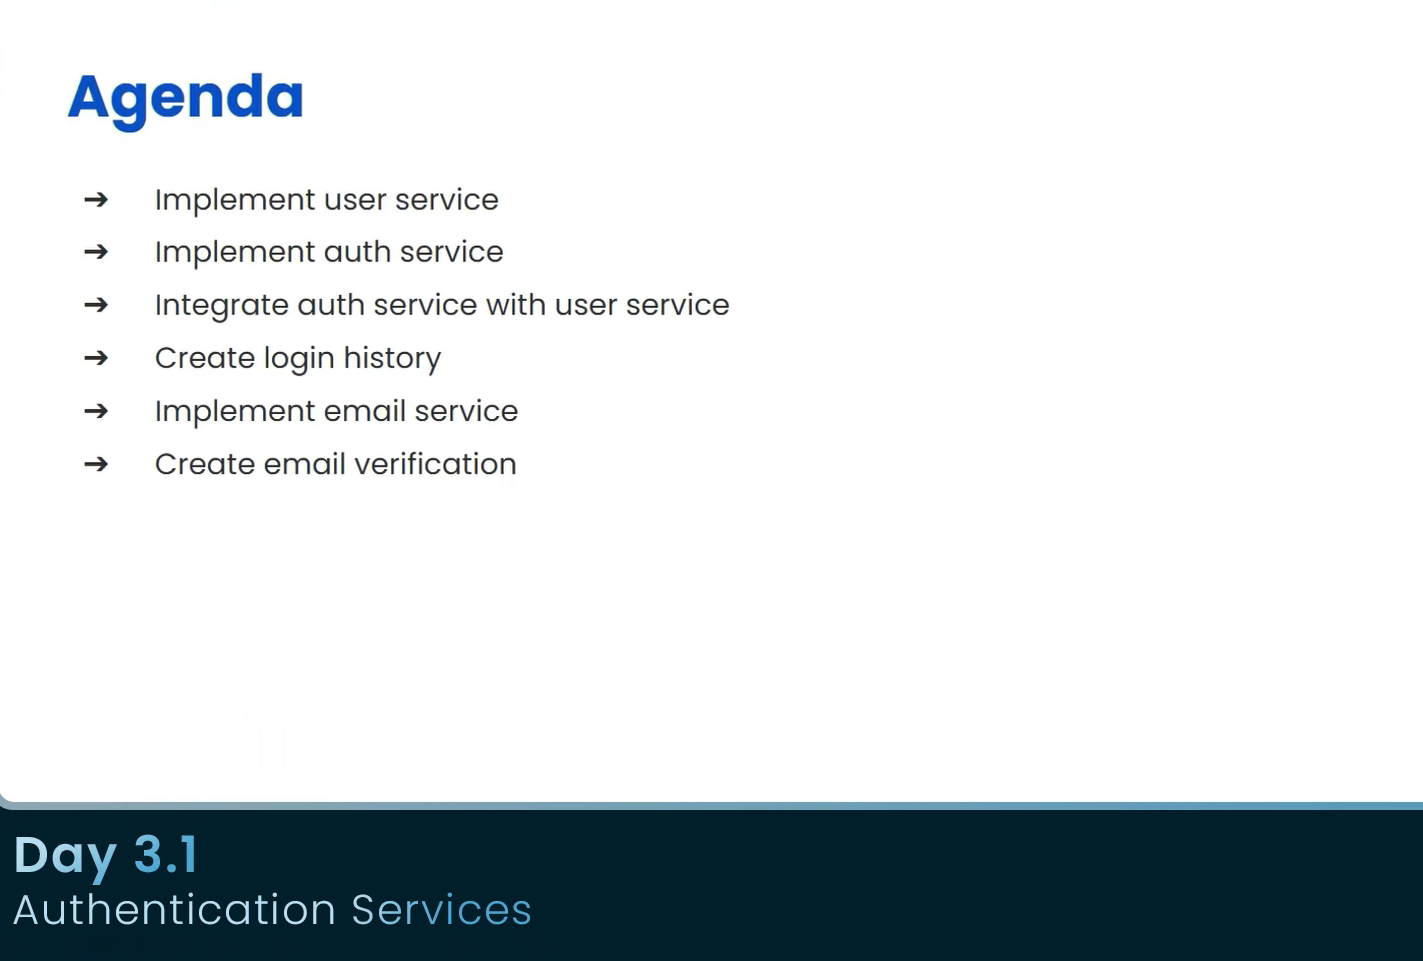 Agenda
➔ Implement user service
➔ Implement auth service
➔ Integrate auth service with user service
➔ Create login history
➔ Implement email service
➔ Create email verification
Day 3.1
Authentication Services